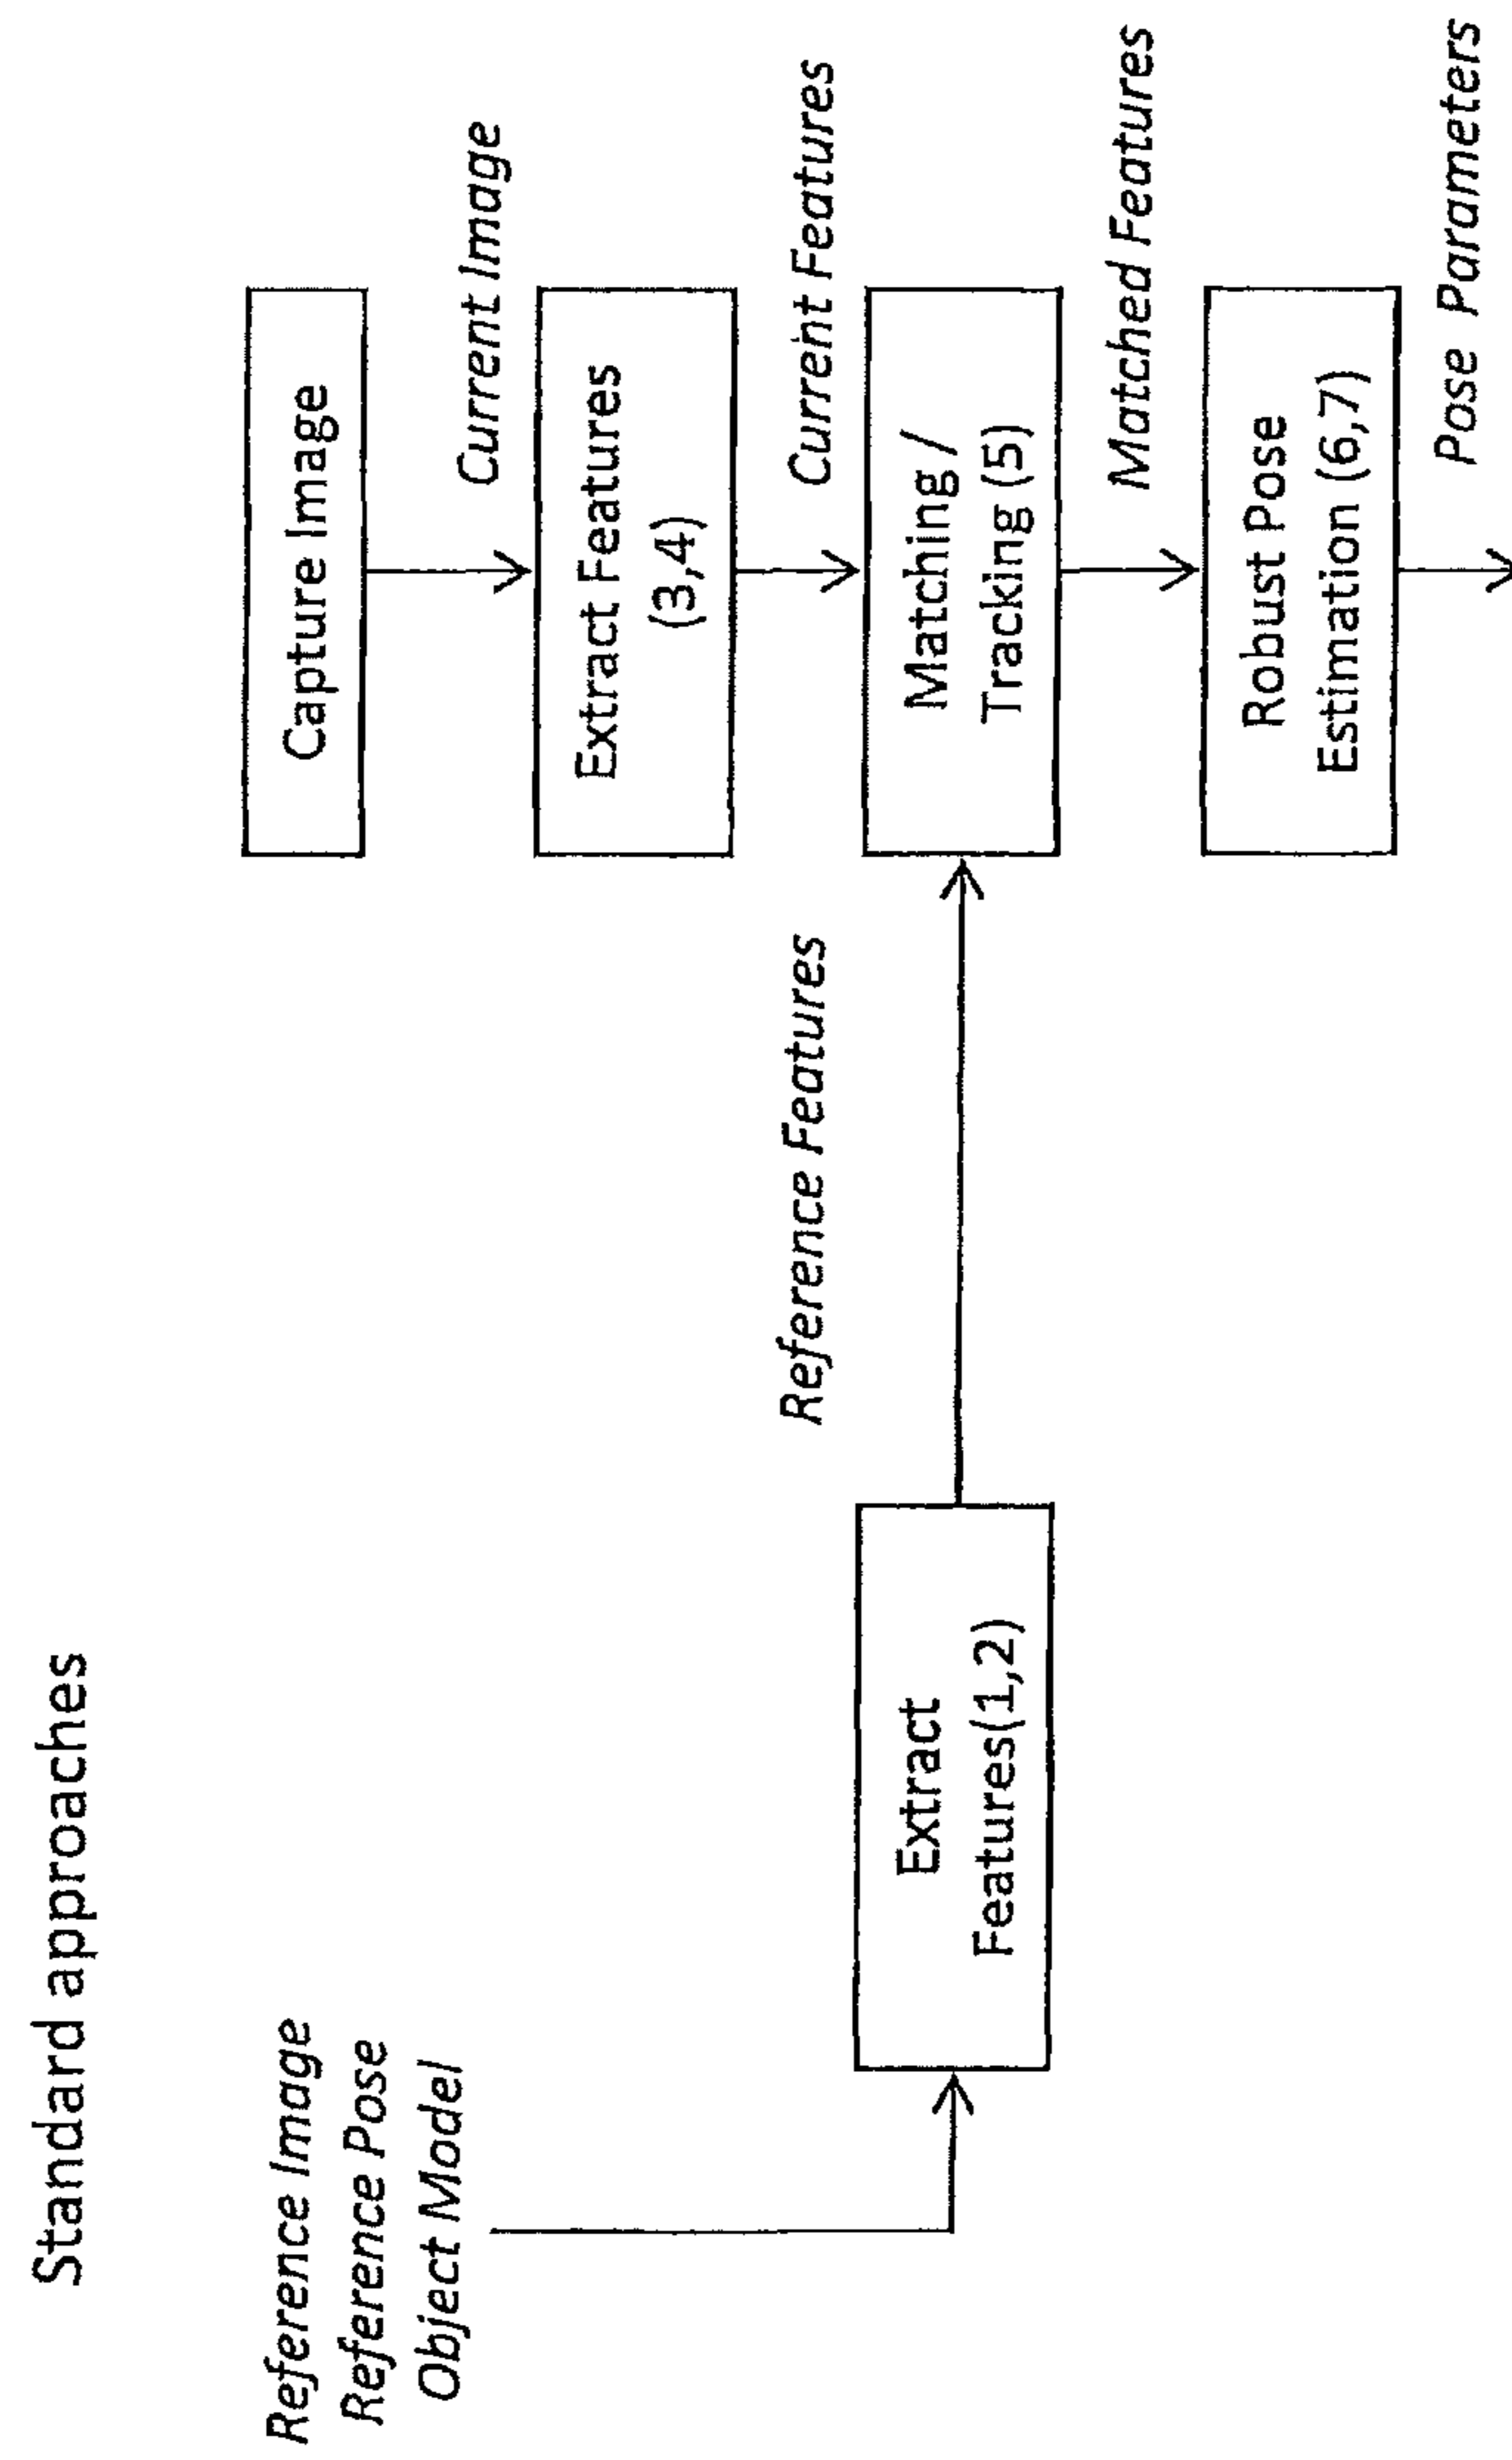 Standard approaches
Reference Image
Reference Pose
Object Model
Extract
Features(1,2)
Reference Features
Capture Image
Current Image
Extract Features
(3,4)
Current Features
Matching /
Tracking (5)
Matched Features
Robust Pose
Estimation (6,7)
Pose Parameters